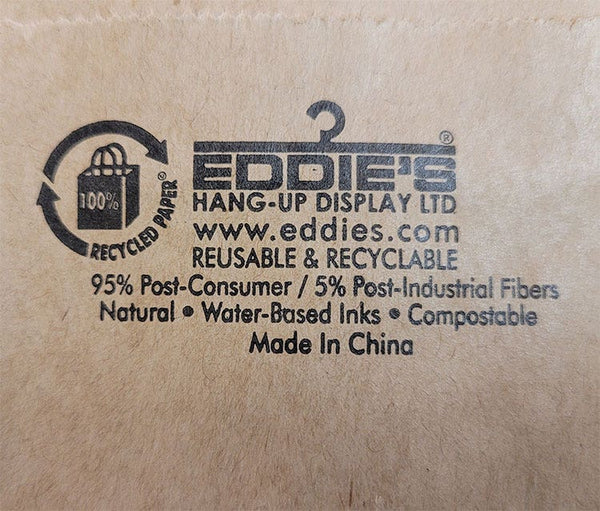 100%
RECYCLED PAPER®
EDDIE'S®
HANG-UP DISPLAY LTD
www.eddies.com
REUSABLE & RECYCLABLE
95% Post-Consumer / 5% Post-Industrial Fibers
Natural • Water-Based Inks • Compostable
Made In China